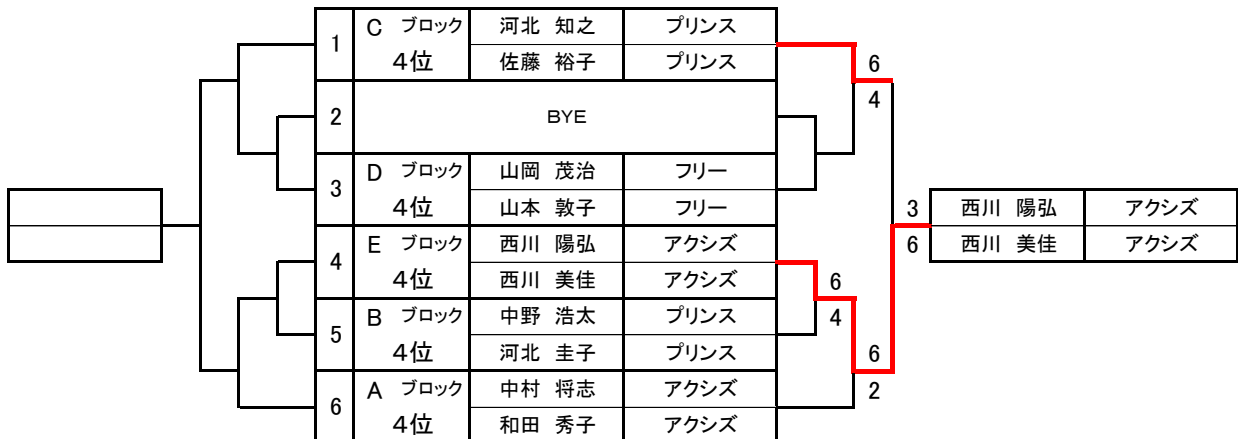 1 C ブロック 河北 知之 プリンス
4位 佐藤 裕子 プリンス
6
4
2 BYE
3 D ブロック 山岡 茂治 フリー
4位 山本 敦子 フリー
3 西川 陽弘 アクシズ
6 西川 美佳 アクシズ
4 E ブロック 西川 陽弘 アクシズ
4位 西川 美佳 アクシズ
6
4
5 B ブロック 中野 浩太 プリンス
4位 河北 圭子 プリンス
6
2
6 A ブロック 中村 将志 アクシズ
4位 和田 秀子 アクシズ